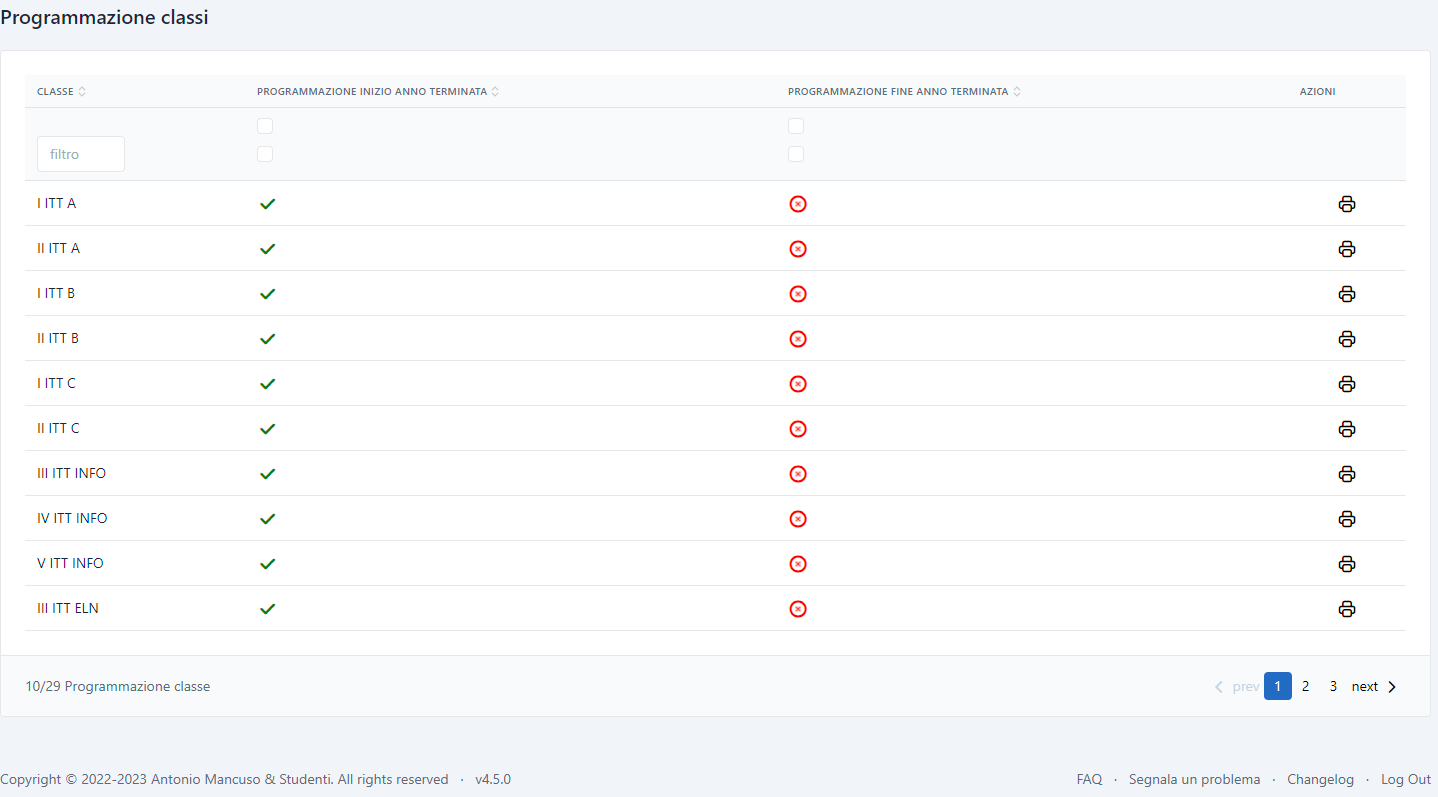 Programmazione classi
CLASSE PROGRAMMAZIONE INIZIO ANNO TERMINATA PROGRAMMAZIONE FINE ANNO TERMINATA AZIONI
filtro
I ITT A
II ITT A
I ITT B
II ITT B
I ITT C
II ITT C
III ITT INFO
IV ITT INFO
V ITT INFO
III ITT ELN
10/29 Programmazione classe prev 1 2 3 next
Copyright © 2022-2023 Antonio Mancuso & Studenti. All rights reserved · v4.5.0 FAQ · Segnala un problema · Changelog · Log Out